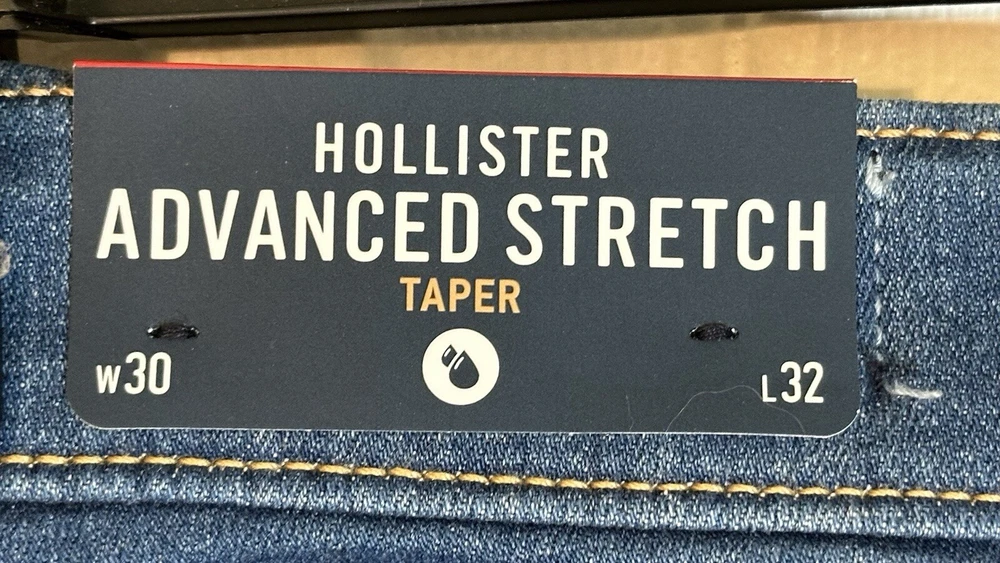 HOLLISTER
ADVANCED STRETCH
TAPER
W30
L32